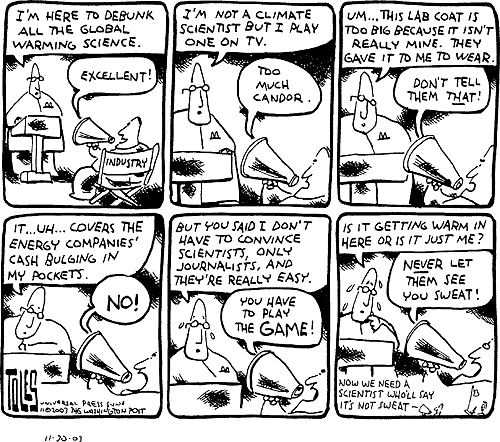 I'M HERE TO DEBUNK
ALL THE GLOBAL
WARMING SCIENCE.
EXCELLENT!
INDUSTRY
I'M NOT A CLIMATE
SCIENTIST BUT I PLAY
ONE ON TV.
TOO
MUCH
CANDOR.
UM...THIS LAB COAT IS
TOO BIG BECAUSE IT ISN'T
REALLY MINE. THEY
GAVE IT TO ME TO WEAR.
DON'T TELL
THEM THAT!
IT...UH... COVERS THE
ENERGY COMPANIES'
CASH BULGING IN
MY POCKETS.
NO!
TOLES
UNIVERSAL PRESS SYND.
©2003 THE WASHINGTON POST
BUT YOU SAID I DON'T
HAVE TO CONVINCE
SCIENTISTS, ONLY
JOURNALISTS, AND
THEY'RE REALLY EASY.
YOU HAVE
TO PLAY
THE GAME!
IS IT GETTING WARM IN
HERE OR IS IT JUST ME?
NEVER LET
THEM SEE
YOU SWEAT!
NOW WE NEED A
SCIENTIST WHO'LL SAY
IT'S NOT SWEAT~
11-20-03